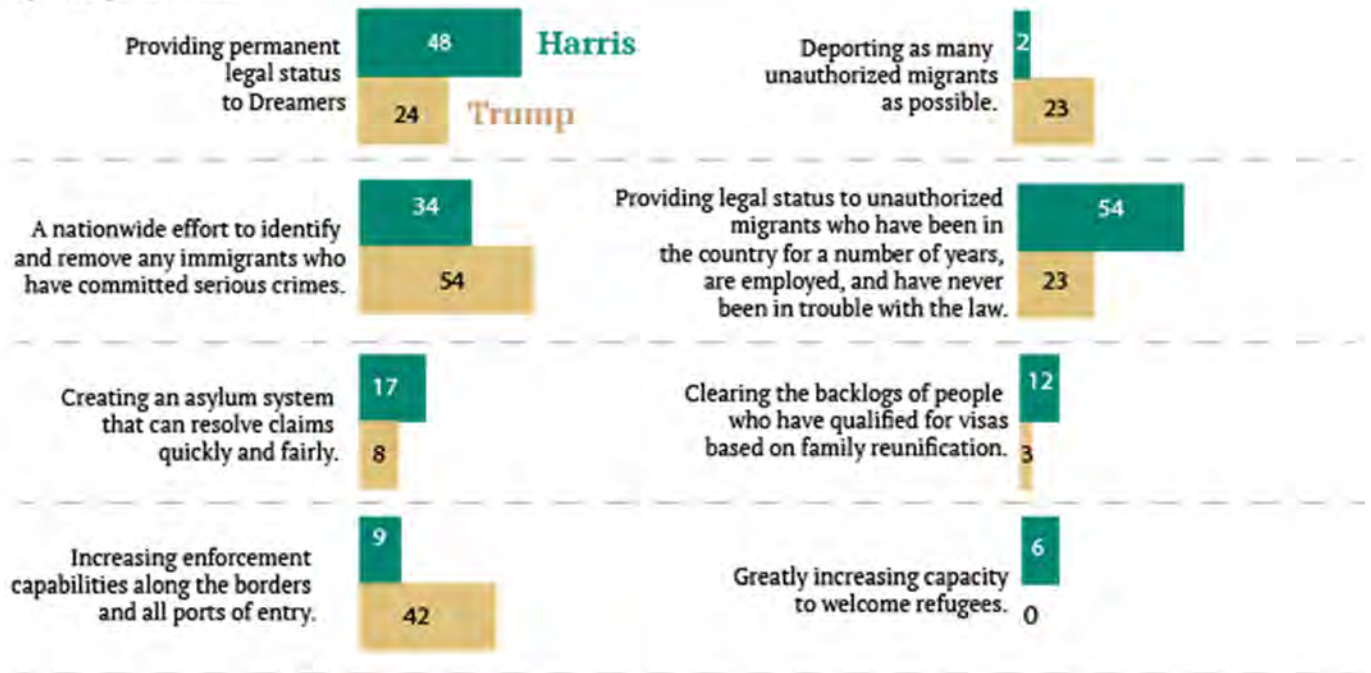 Providing permanent
legal status
to Dreamers
48
Harris
24
Trump
Deporting as many
unauthorized migrants
as possible.
2
23
A nationwide effort to identify
and remove any immigrants who
have committed serious crimes.
34
54
Providing legal status to unauthorized
migrants who have been in
the country for a number of years,
are employed, and have never
been in trouble with the law.
54
23
Creating an asylum system
that can resolve claims
quickly and fairly.
17
8
Clearing the backlogs of people
who have qualified for visas
based on family reunification.
12
3
Increasing enforcement
capabilities along the borders
and all ports of entry.
9
42
Greatly increasing capacity
to welcome refugees.
6
0